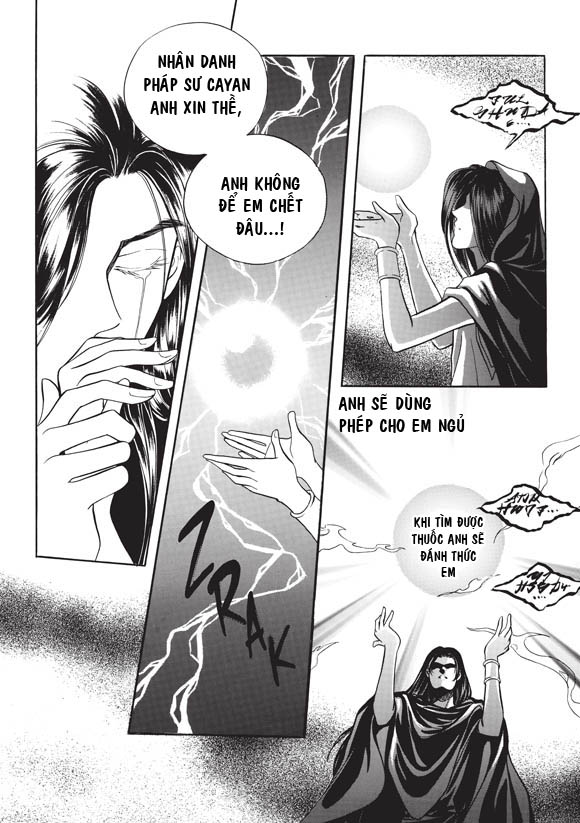 NHÂN DANH
PHÁP SƯ CAYAN
ANH XIN THỀ,
ANH KHÔNG
ĐỂ EM CHẾT
ĐÂU...!
ANH SẼ DÙNG
PHÉP CHO EM NGỦ
KHI TÌM ĐƯỢC
THUỐC ANH SẼ
ĐÁNH THỨC
EM
ZRAK